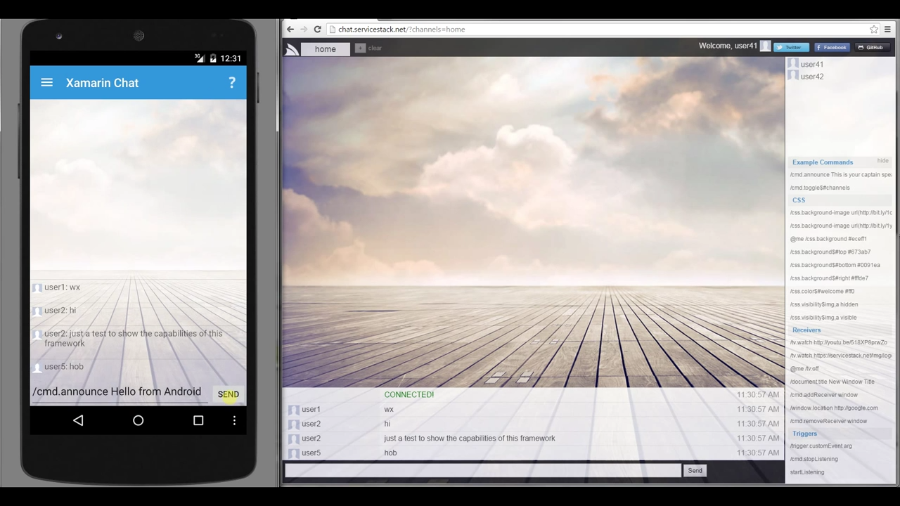 12:31
Xamarin Chat
?
user1: wx
user2: hi
user2: just a test to show the capabilities of this
framework
user5: hob
/cmd.announce Hello from Android
SEND
chat.servicestack.net/?channels=home
home
clear
Welcome, user41
Twitter
Facebook
GitHub
user41
user42
Example Commands
hide
/cmd.announce This is your captain spe
/cmd.toggle$#channels
CSS
/css.background-image url(http://bit.ly/1
/css.background-image url(http://bit.ly/1y
@me /css.background #eceff1
/css.background$#top #673ab7
/css.background$#bottom #0091ea
/css.background$#right #fffde7
/css.color$#welcome #ff0
/css.visibility$img,a hidden
/css.visibility$img,a visible
Receivers
/tv.watch
/tv.watch https://servicestack.net/img/logo
@me /tv.off
/document.title New Window Title
/cmd.addReceiver window
/window.location http://google.com
/cmd.removeReceiver window
Triggers
/trigger.customEvent arg
/cmd.stopListening
startListening
CONNECTED! 11:30:57 AM
user1 wx 11:30:57 AM
user2 hi 11:30:57 AM
user2 just a test to show the capabilities of this framework 11:30:57 AM
user5 hob 11:30:57 AM
Send